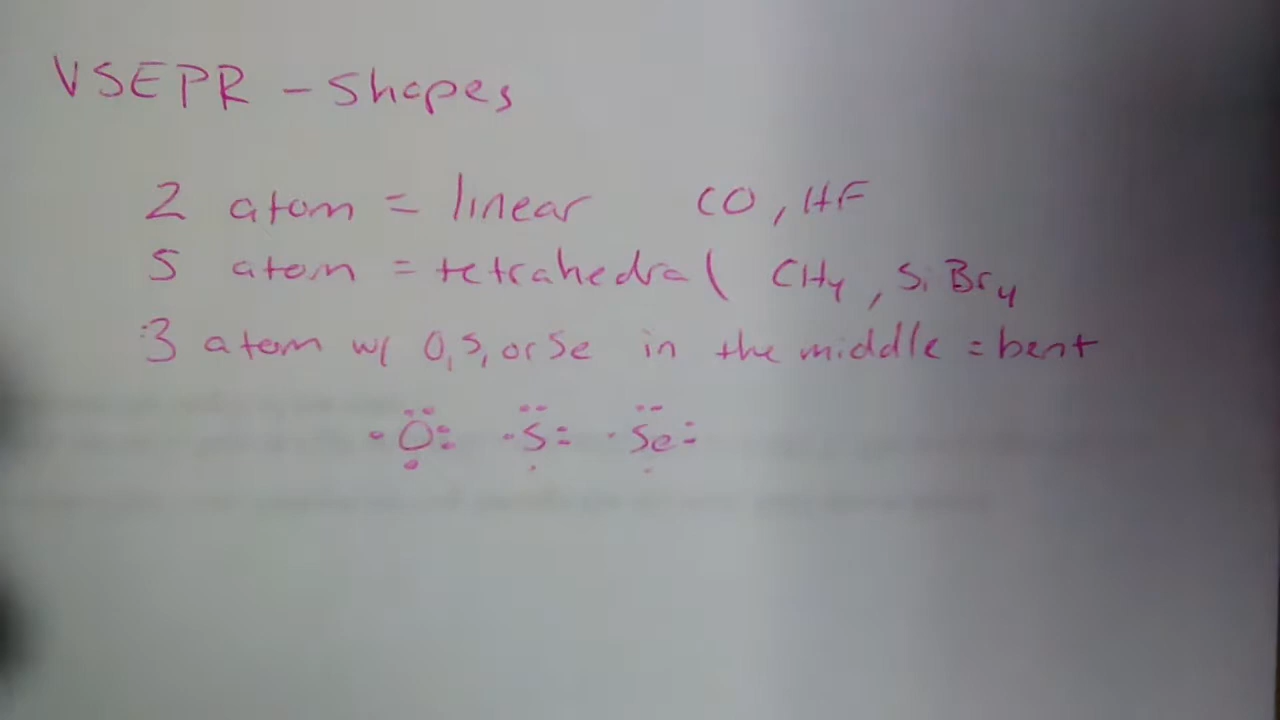 VSEPR - Shapes
2 atom = linear CO, HF
5 atom = tetrahedral CH4, SiBr4
3 atom w/ O, S, or Se in the middle = bent
O S Se